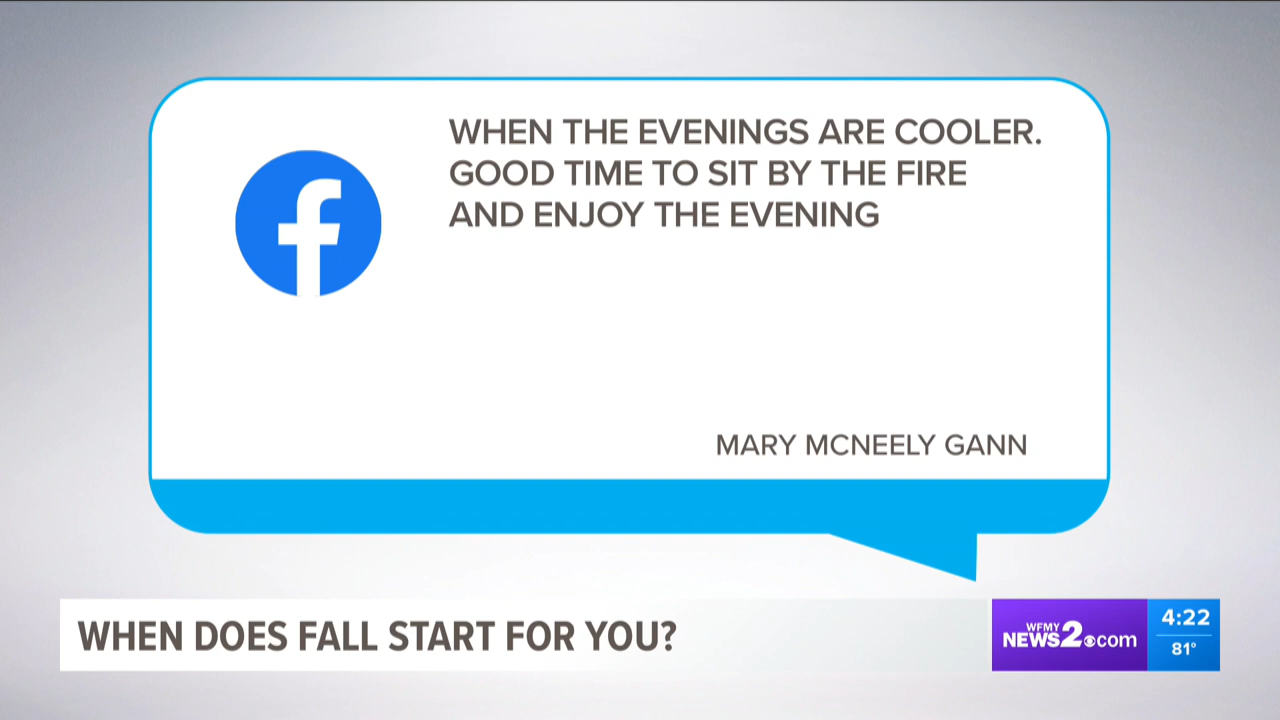 WHEN THE EVENINGS ARE COOLER.
GOOD TIME TO SIT BY THE FIRE
AND ENJOY THE EVENING
MARY MCNEELY GANN
WHEN DOES FALL START FOR YOU?
WFMY
NEWS2.com
4:22
81°